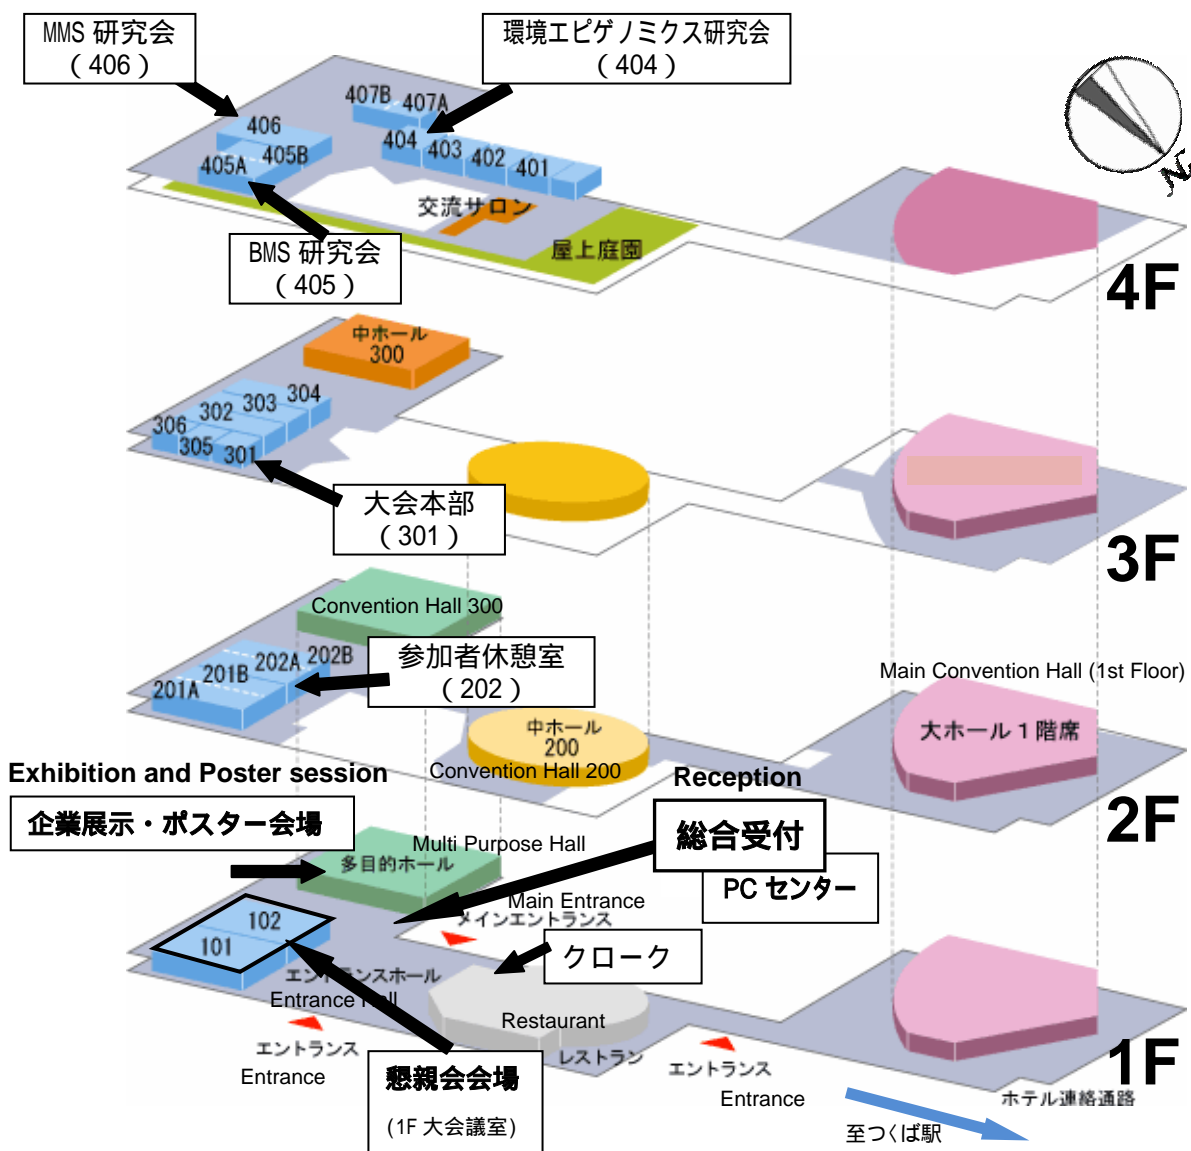 MMS 研究会
（406）
環境エピゲノミクス研究会
（404）
407B
407A
406
404
403
402
401
405B
405A
交流サロン
屋上庭園
BMS 研究会
（405）
N
4F
中ホール
300
304
303
302
306
305
301
大会本部
（301）
3F
Convention Hall 300
202B
202A
201B
201A
参加者休憩室
（202）
Main Convention Hall (1st Floor)
大ホール１階席
中ホール
200
Convention Hall 200
2F
Exhibition and Poster session
企業展示・ポスター会場
Reception
総合受付
PC センター
Multi Purpose Hall
多目的ホール
Main Entrance
メインエントランス
102
101
クローク
エントランスホール
Entrance Hall
Restaurant
レストラン
エントランス
Entrance
エントランス
Entrance
懇親会会場
(1F 大会議室)
1F
ホテル連絡通路
至つくば駅